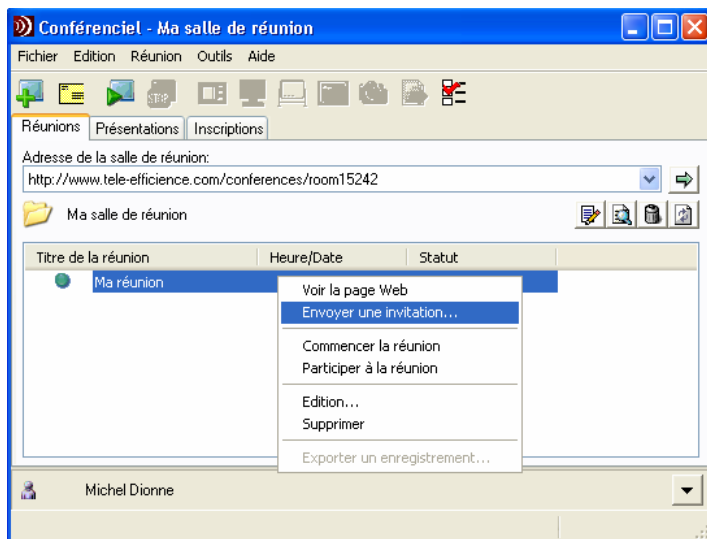 Conférenciel - Ma salle de réunion
Fichier Edition Réunion Outils Aide
STOP
Réunions Présentations Inscriptions
Adresse de la salle de réunion:
http://www.tele-efficience.com/conferences/room15242
Ma salle de réunion
Titre de la réunion Heure/Date Statut
Ma réunion
Voir la page Web
Envoyer une invitation...
Commencer la réunion
Participer à la réunion
Edition...
Supprimer
Exporter un enregistrement...
Michel Dionne